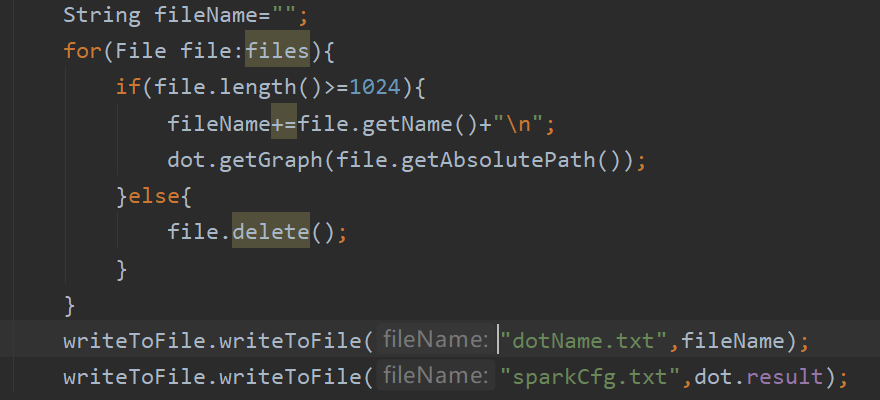 String fileName="";
for(File file:files){
if(file.length()>=1024){
fileName+=file.getName()+"\n";
dot.getGraph(file.getAbsolutePath());
}else{
file.delete();
}
}
writeToFile.writeToFile( fileName: "dotName.txt",fileName);
writeToFile.writeToFile( fileName: "sparkCfg.txt",dot.result);